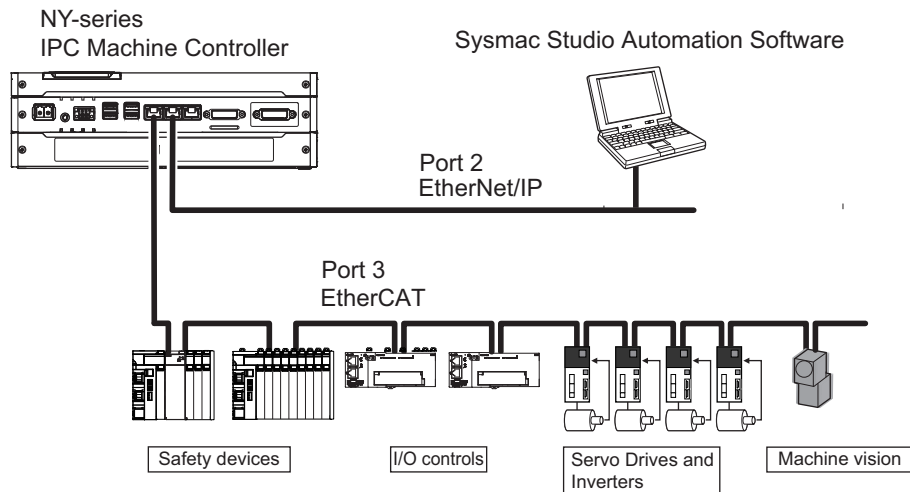 NY-series
IPC Machine Controller
Sysmac Studio Automation Software
Port 2
EtherNet/IP
Port 3
EtherCAT
Safety devices
I/O controls
Servo Drives and
Inverters
Machine vision